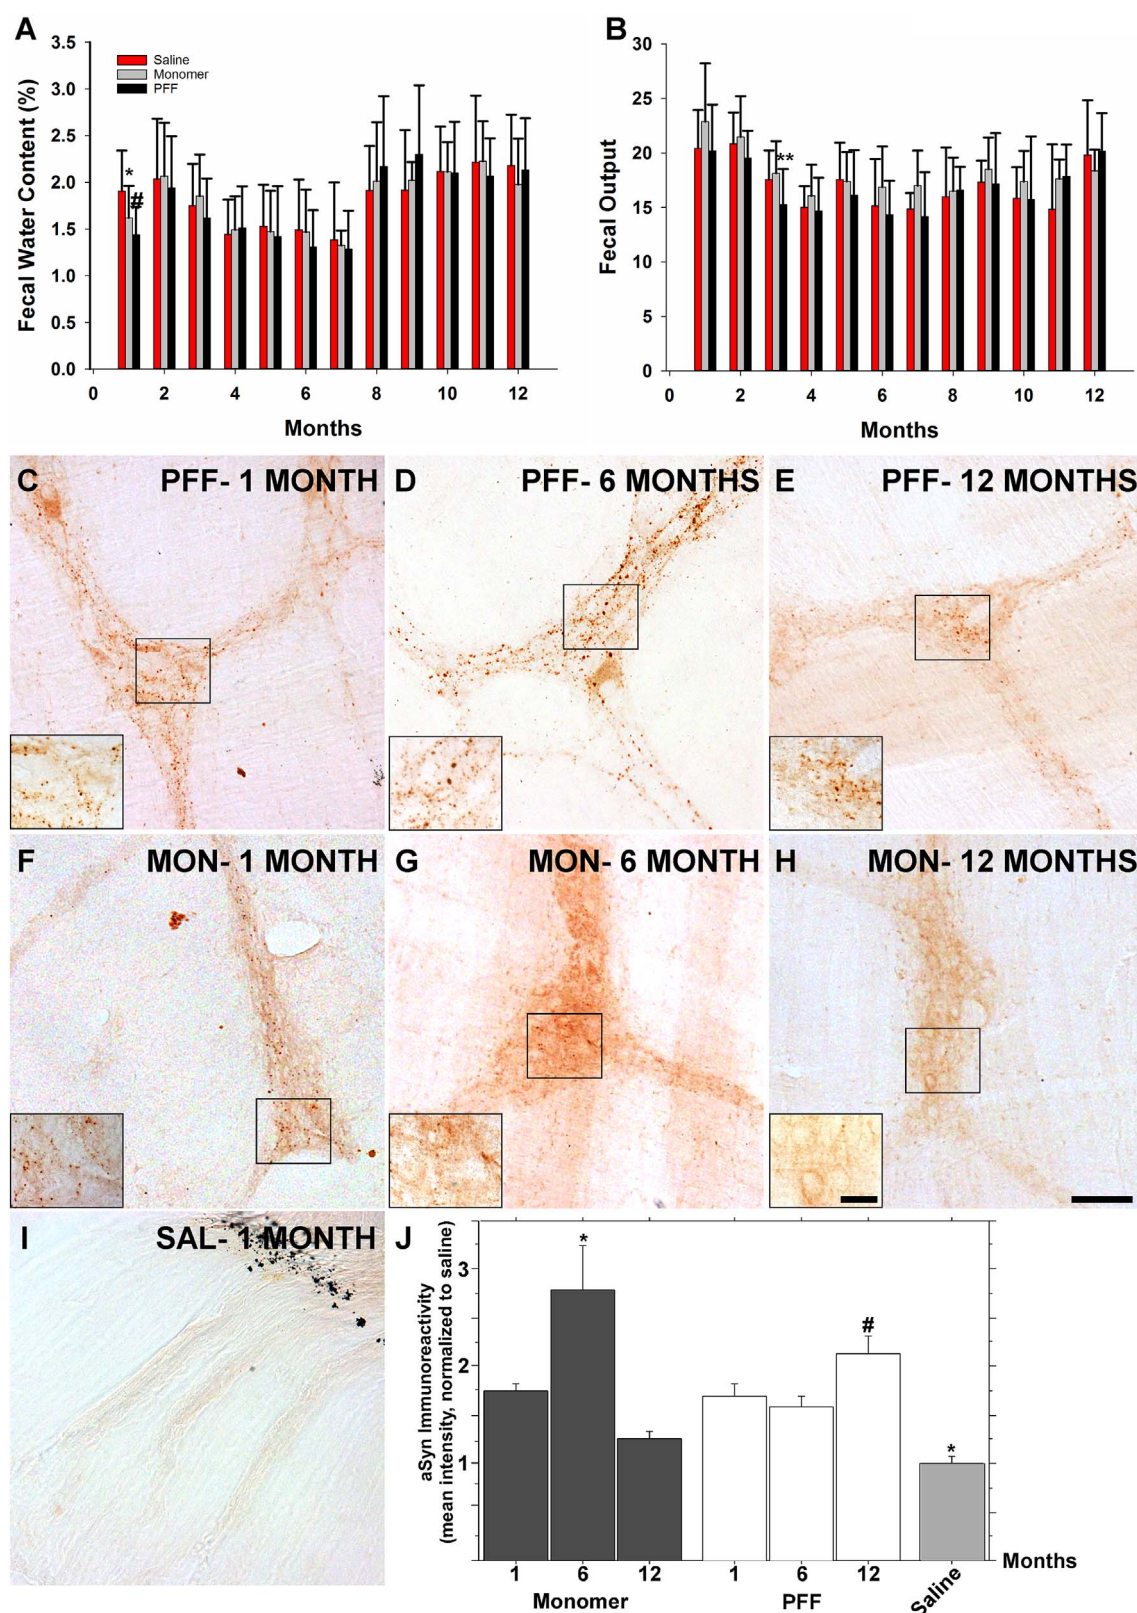 A
Fecal Water Content (%)
3.5
3.0
2.5
2.0
1.5
1.0
0.5
0.0
Saline
Monomer
PFF
*
#
0 2 4 6 8 10 12
Months
B
Fecal Output
30
25
20
15
10
5
0
**
0 2 4 6 8 10 12
Months
C PFF- 1 MONTH
D PFF- 6 MONTHS
E PFF- 12 MONTHS
F MON- 1 MONTH
G MON- 6 MONTH
H MON- 12 MONTHS
I SAL- 1 MONTH
J
aSyn Immunoreactivity
(mean intensity, normalized to saline)
3
2
1
*
#
*
1 6 12 1 6 12 Months
Monomer PFF Saline